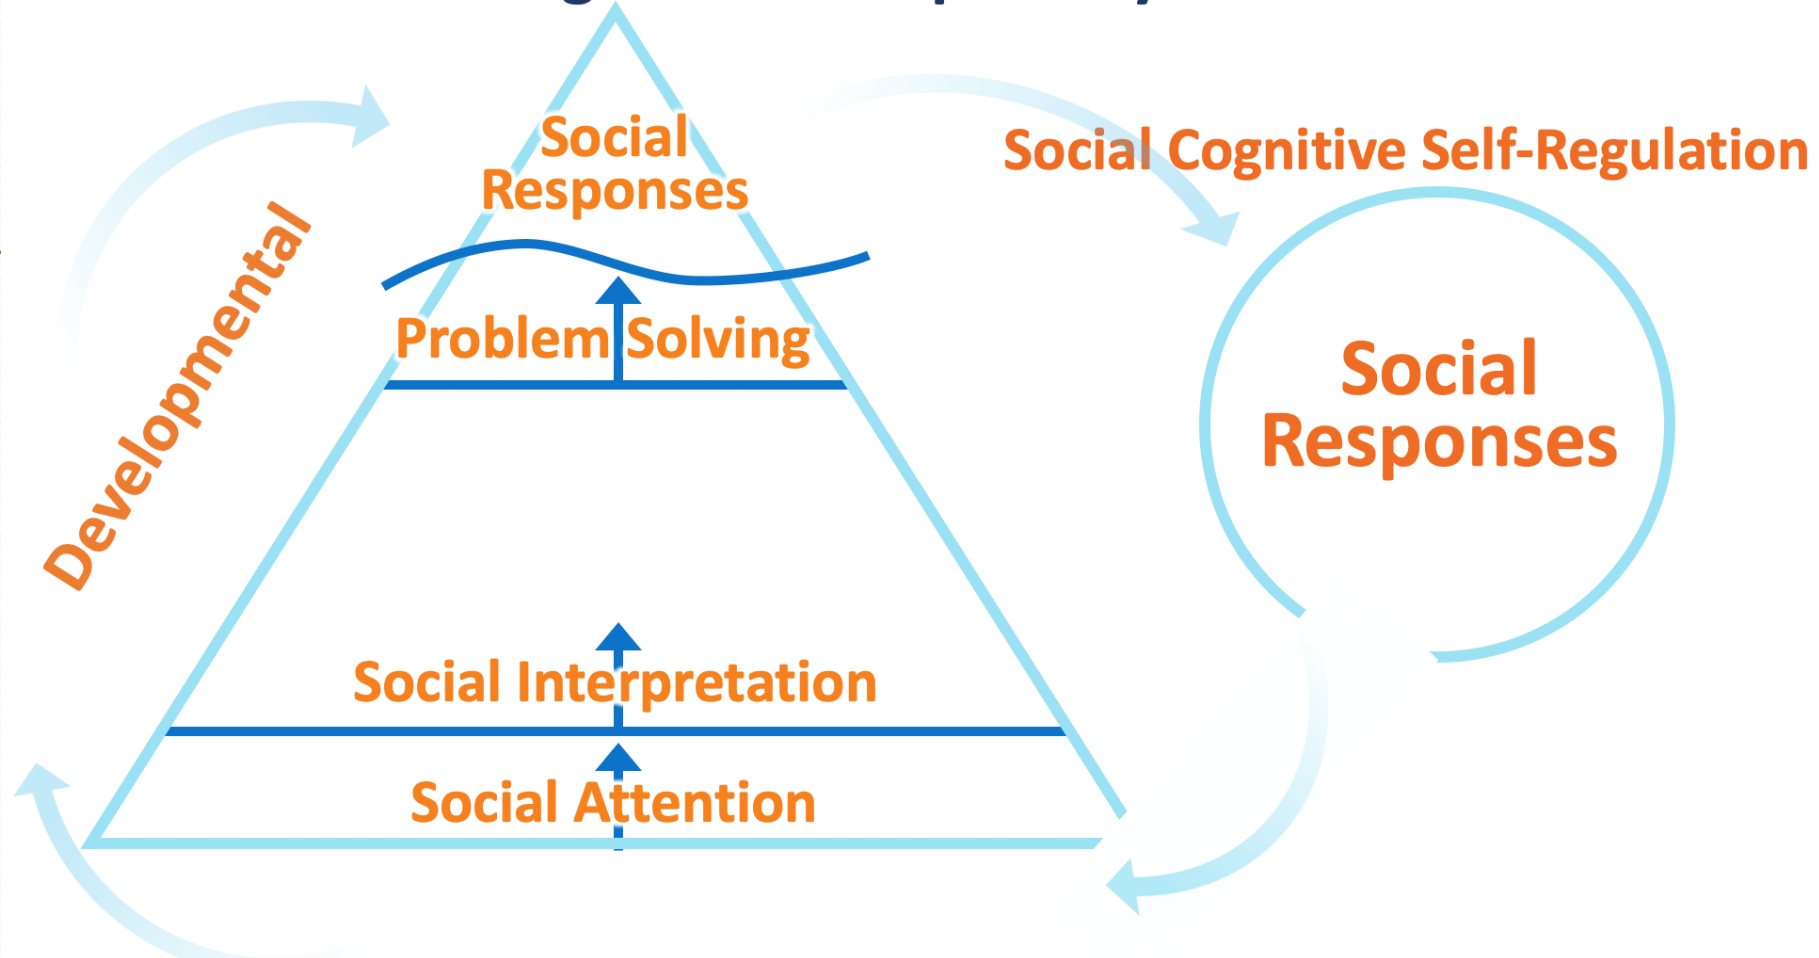 Social
Responses
Social Cognitive Self-Regulation
Developmental
Problem Solving
Social
Responses
Social Interpretation
Social Attention